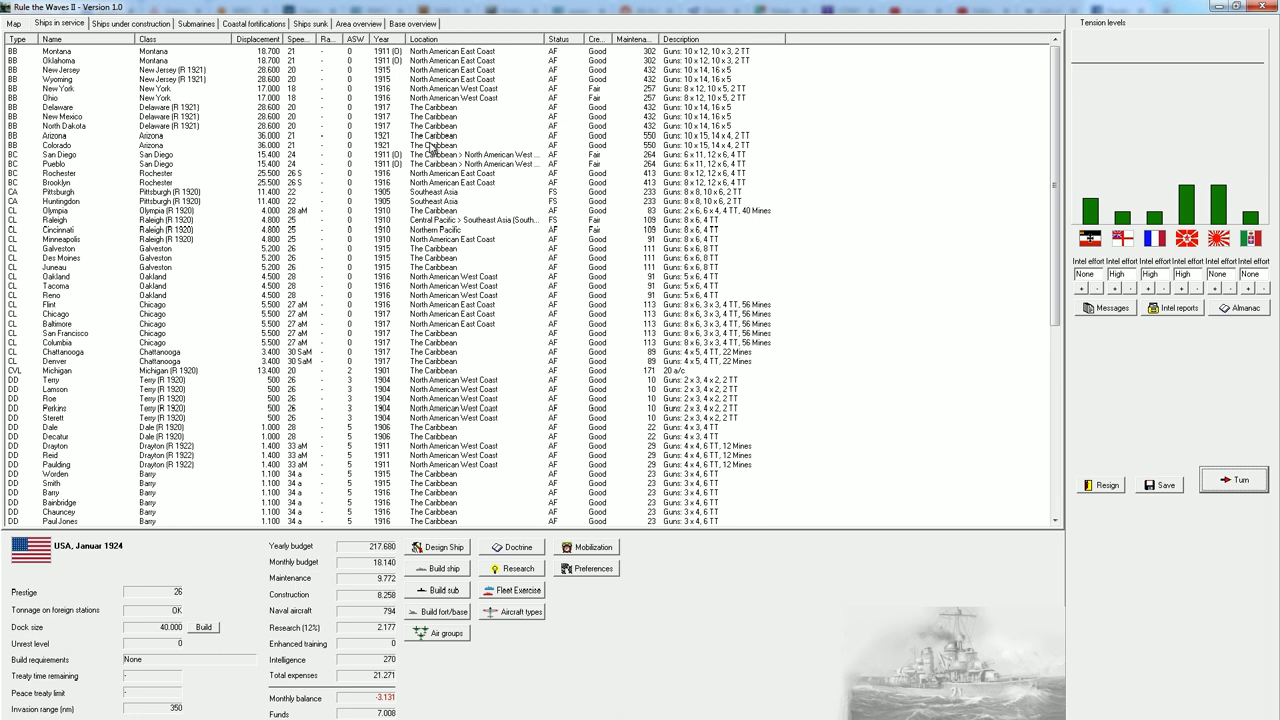 Rule the Waves II - Version 1.0
Map Ships in service Ships under construction Submarines Coastal fortifications Ships sunk Area overview Base overview
Type Name Class Displacement Spee... Ra... ASW Year Location Status Cre... Maintena... Description
BB Montana Montana 18.700 21 - 0 1911 (O) North American East Coast AF Good 302 Guns: 10 x 12, 10 x 3, 2 TT
BB Oklahoma Montana 18.700 21 - 0 1911 (O) North American East Coast AF Good 302 Guns: 10 x 12, 10 x 3, 2 TT
BB New Jersey New Jersey (R 1921) 28.600 20 - 0 1915 North American East Coast AF Good 432 Guns: 10 x 14, 16 x 5
BB Wyoming New Jersey (R 1921) 28.600 20 - 0 1915 North American East Coast AF Good 432 Guns: 10 x 14, 16 x 5
BB New York New York 17.000 18 - 0 1916 North American West Coast AF Fair 257 Guns: 8 x 12, 10 x 5, 2 TT
BB Ohio New York 17.000 18 - 0 1916 North American West Coast AF Fair 257 Guns: 8 x 12, 10 x 5, 2 TT
BB Delaware Delaware (R 1921) 28.600 20 - 0 1917 The Caribbean AF Good 432 Guns: 10 x 14, 16 x 5
BB New Mexico Delaware (R 1921) 28.600 20 - 0 1917 The Caribbean AF Good 432 Guns: 10 x 14, 16 x 5
BB North Dakota Delaware (R 1921) 28.600 20 - 0 1917 The Caribbean AF Good 432 Guns: 10 x 14, 16 x 5
BB Arizona Arizona 36.000 21 - 0 1921 The Caribbean AF Good 550 Guns: 10 x 15, 14 x 4, 2 TT
BB Colorado Arizona 36.000 21 - 0 1921 The Caribbean AF Good 550 Guns: 10 x 15, 14 x 4, 2 TT
BC San Diego San Diego 15.400 24 - 0 1911 (O) The Caribbean > North American West ... AF Fair 264 Guns: 6 x 11, 12 x 6, 4 TT
BC Pueblo San Diego 15.400 24 - 0 1911 (O) The Caribbean > North American West ... AF Fair 264 Guns: 6 x 11, 12 x 6, 4 TT
BC Rochester Rochester 25.500 26 S - 0 1916 North American East Coast AF Good 413 Guns: 8 x 12, 12 x 6, 4 TT
BC Brooklyn Rochester 25.500 26 S - 0 1916 North American East Coast AF Good 413 Guns: 8 x 12, 12 x 6, 4 TT
CA Pittsburgh Pittsburgh (R 1920) 11.400 22 - 0 1905 Southeast Asia FS Good 233 Guns: 8 x 8, 10 x 6, 2 TT
CA Huntingdon Pittsburgh (R 1920) 11.400 22 - 0 1905 Southeast Asia FS Good 233 Guns: 8 x 8, 10 x 6, 2 TT
CL Olympia Olympia (R 1920) 4.000 28 aM - 0 1910 The Caribbean AF Good 83 Guns: 2 x 6, 6 x 4, 4 TT, 40 Mines
CL Raleigh Raleigh (R 1920) 4.800 25 - 0 1910 Central Pacific > Southeast Asia (South... FS Fair 109 Guns: 8 x 6, 4 TT
CL Cincinnati Raleigh (R 1920) 4.800 25 - 0 1910 Northern Pacific AF Fair 109 Guns: 8 x 6, 4 TT
CL Minneapolis Raleigh (R 1920) 4.800 25 - 0 1910 North American East Coast AF Good 91 Guns: 8 x 6, 4 TT
CL Galveston Galveston 5.200 26 - 0 1911 The Caribbean AF Good 111 Guns: 6 x 6, 8 TT
CL Des Moines Galveston 5.200 26 - 0 1911 The Caribbean AF Good 111 Guns: 6 x 6, 8 TT
CL Juneau Galveston 5.200 26 - 0 1911 The Caribbean AF Good 111 Guns: 6 x 6, 8 TT
CL Oakland Oakland 4.500 28 - 0 1916 North American West Coast AF Good 91 Guns: 5 x 6, 4 TT
CL Tacoma Oakland 4.500 28 - 0 1916 North American West Coast AF Good 91 Guns: 5 x 6, 4 TT
CL Reno Oakland 4.500 28 - 0 1916 North American West Coast AF Good 91 Guns: 5 x 6, 4 TT
CL Flint Chicago 5.500 27 aM - 0 1916 North American East Coast AF Good 113 Guns: 8 x 6, 3 x 3, 4 TT, 56 Mines
CL Chicago Chicago 5.500 27 aM - 0 1916 North American East Coast AF Good 113 Guns: 8 x 6, 3 x 3, 4 TT, 56 Mines
CL Baltimore Chicago 5.500 27 aM - 0 1916 North American East Coast AF Good 113 Guns: 8 x 6, 3 x 3, 4 TT, 56 Mines
CL San Francisco Chicago 5.500 27 aM - 0 1917 The Caribbean AF Good 113 Guns: 8 x 6, 3 x 3, 4 TT, 56 Mines
CL Columbia Chicago 5.500 27 aM - 0 1917 The Caribbean AF Good 113 Guns: 8 x 6, 3 x 3, 4 TT, 56 Mines
CL Chattanooga Chattanooga 3.400 30 SaM - 0 1917 The Caribbean AF Good 89 Guns: 4 x 5, 4 TT, 22 Mines
CL Denver Chattanooga 3.400 30 SaM - 0 1917 The Caribbean AF Good 89 Guns: 4 x 5, 4 TT, 22 Mines
CVL Michigan Michigan (R 1920) 13.400 20 - 2 1901 The Caribbean AF Good 171 20 a/c
DD Terry Terry (R 1920) 500 26 - 3 1904 North American West Coast AF Good 10 Guns: 2 x 3, 4 x 2, 2 TT
DD Lamson Terry (R 1920) 500 26 - 3 1904 North American West Coast AF Good 10 Guns: 2 x 3, 4 x 2, 2 TT
DD Roe Terry (R 1920) 500 26 - 3 1904 North American West Coast AF Good 10 Guns: 2 x 3, 4 x 2, 2 TT
DD Perkins Terry (R 1920) 500 26 - 3 1904 North American West Coast AF Good 10 Guns: 2 x 3, 4 x 2, 2 TT
DD Sterett Terry (R 1920) 500 26 - 3 1904 North American West Coast AF Good 10 Guns: 2 x 3, 4 x 2, 2 TT
DD Dale Dale (R 1920) 1.000 28 - 5 1906 The Caribbean AF Good 22 Guns: 4 x 3, 4 TT
DD Decatur Dale (R 1920) 1.000 28 - 5 1906 The Caribbean AF Good 22 Guns: 4 x 3, 4 TT
DD Drayton Drayton (R 1922) 1.400 33 aM - 5 1911 North American West Coast AF Good 29 Guns: 4 x 4, 6 TT, 12 Mines
DD Reid Drayton (R 1922) 1.400 33 aM - 5 1911 North American West Coast AF Good 29 Guns: 4 x 4, 6 TT, 12 Mines
DD Paulding Drayton (R 1922) 1.400 33 aM - 5 1911 North American West Coast AF Good 29 Guns: 4 x 4, 6 TT, 12 Mines
DD Worden Barry 1.100 34 a - 5 1915 The Caribbean AF Good 23 Guns: 3 x 4, 6 TT
DD Smith Barry 1.100 34 a - 5 1915 The Caribbean AF Good 23 Guns: 3 x 4, 6 TT
DD Barry Barry 1.100 34 a - 5 1916 The Caribbean AF Good 23 Guns: 3 x 4, 6 TT
DD Bainbridge Barry 1.100 34 a - 5 1916 The Caribbean AF Good 23 Guns: 3 x 4, 6 TT
DD Chauncey Barry 1.100 34 a - 5 1916 The Caribbean AF Good 23 Guns: 3 x 4, 6 TT
DD Paul Jones Barry 1.100 34 a - 5 1916 The Caribbean AF Good 23 Guns: 3 x 4, 6 TT
Tension levels
Intel effort Intel effort Intel effort Intel effort Intel effort Intel effort
None High High High None None
+ - + - + - + - + - + -
Messages Intel reports Almanac
Resign Save Turn
USA, Januar 1924
Prestige 26
Tonnage on foreign stations OK
Dock size 40.000 Build
Unrest level 0
Build requirements None
Treaty time remaining -
Peace treaty limit -
Invasion range (nm) 350
Yearly budget 217.680
Monthly budget 18.140
Maintenance 9.772
Construction 8.258
Naval aircraft 794
Research (12%) 2.177
Enhanced training 0
Intelligence 270
Total expenses 21.271
Monthly balance -3.131
Funds 7.008
Design Ship Doctrine Mobilization
Build ship Research Preferences
Build sub Fleet Exercise
Build fort/base Aircraft types
Air groups